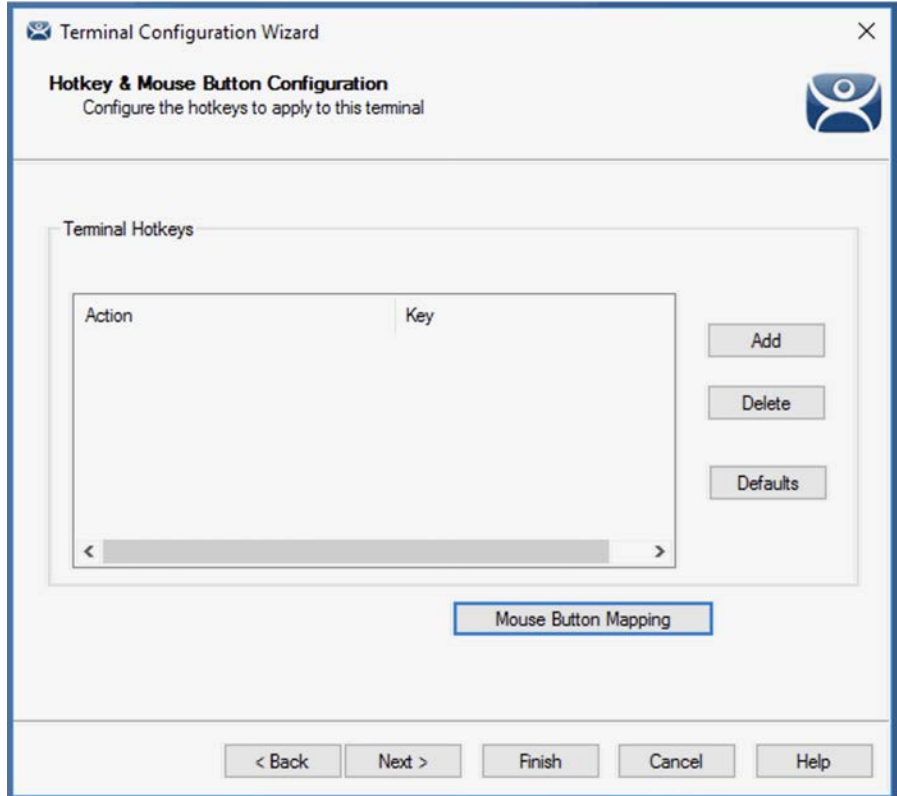 Terminal Configuration Wizard
Hotkey & Mouse Button Configuration
Configure the hotkeys to apply to this terminal
Terminal Hotkeys
Action Key
Add
Delete
Defaults
Mouse Button Mapping
< Back Next > Finish Cancel Help